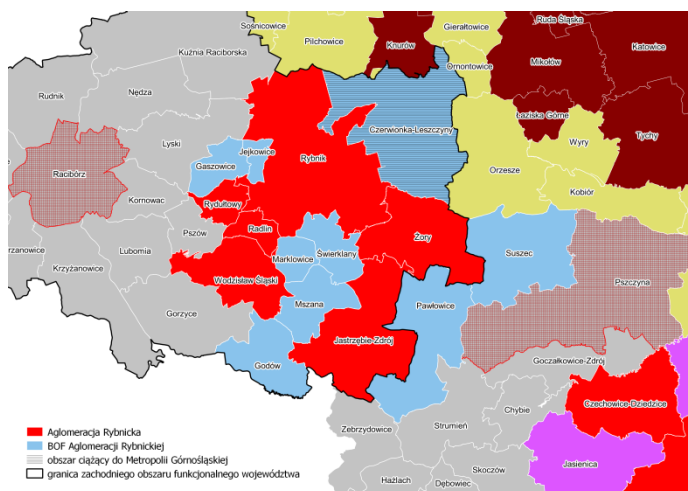 Sośnicowice
Pilchowice
Gierałtowice
Ruda Śląska
Knurów
Katowice
Kuźnia Raciborska
Mikołów
Ornontowice
Rudnik
Nędza
Łaziska Górne
Czerwionka-Leszczyny
Tychy
Lyski
Jejkowice
Rybnik
Wyry
Gaszowice
Orzesze
Racibórz
Kobiór
Rydułtowy
Kornowac
Pszów
Radlin
Żory
Lubomia
Marklowice
Świerklany
Suszec
Krzyżanowice
Wodzisław Śląski
Pszczyna
Mszana
Pawłowice
Gorzyce
Jastrzębie-Zdrój
Godów
Goczałkowice-Zdrój
Czechowice-Dziedzice
Chybie
Strumień
Zebrzydowice
Jasienica
Skoczów
Hażlach
Dębowiec
Aglomeracja Rybnicka
BOF Aglomeracji Rybnickiej
obszar ciążący do Metropolii Górnośląskiej
granica zachodniego obszaru funkcjonalnego województwa